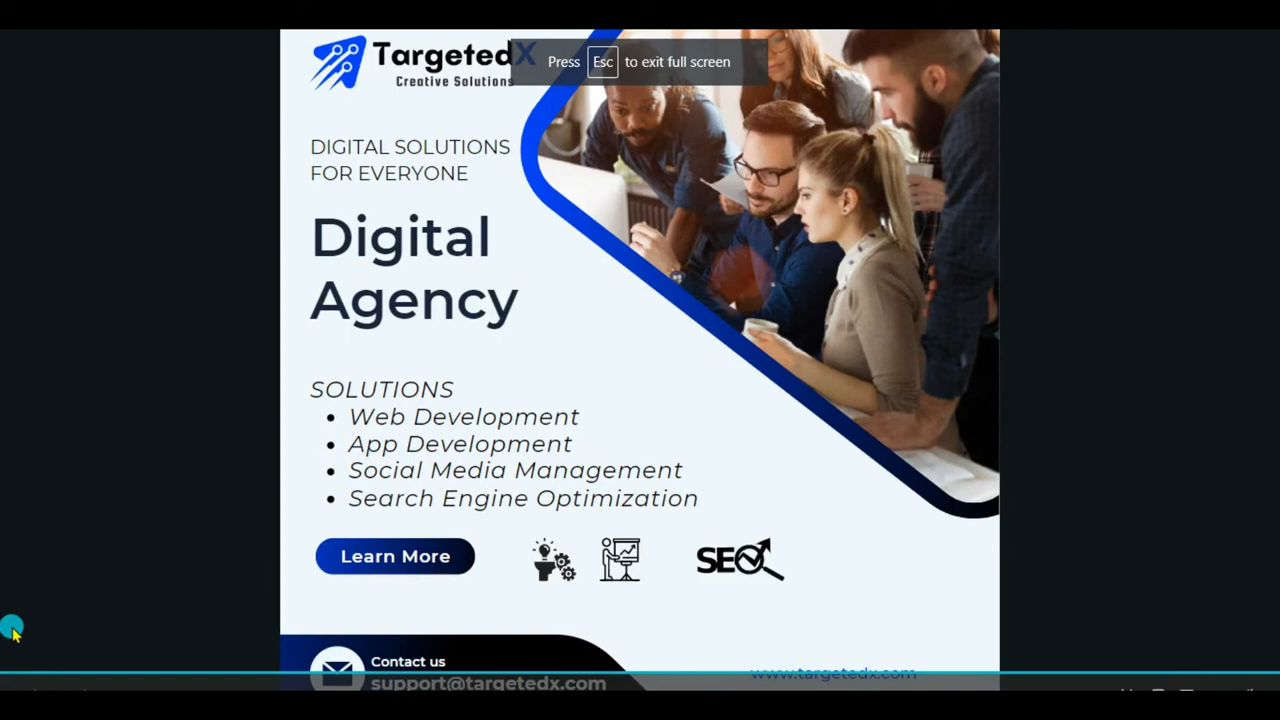 TargetedX
Creative Solutions
Press Esc to exit full screen
DIGITAL SOLUTIONS
FOR EVERYONE
Digital
Agency
SOLUTIONS
• Web Development
• App Development
• Social Media Management
• Search Engine Optimization
Learn More
SEO
Contact us
support@targetedx.com
www.targetedx.com